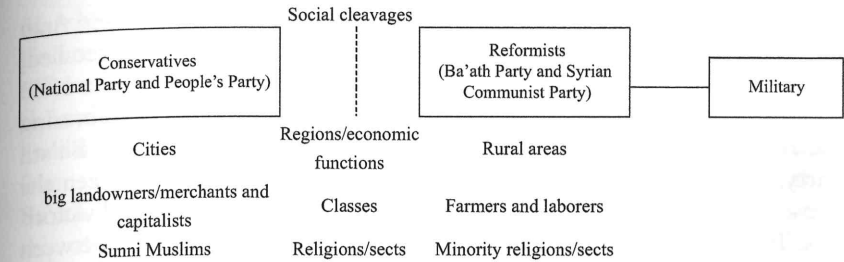 Social cleavages
Conservatives
(National Party and People's Party)
Reformists
(Ba'ath Party and Syrian
Communist Party)
Military
Cities
Regions/economic
functions
Rural areas
big landowners/merchants and
capitalists
Classes
Farmers and laborers
Sunni Muslims
Religions/sects
Minority religions/sects